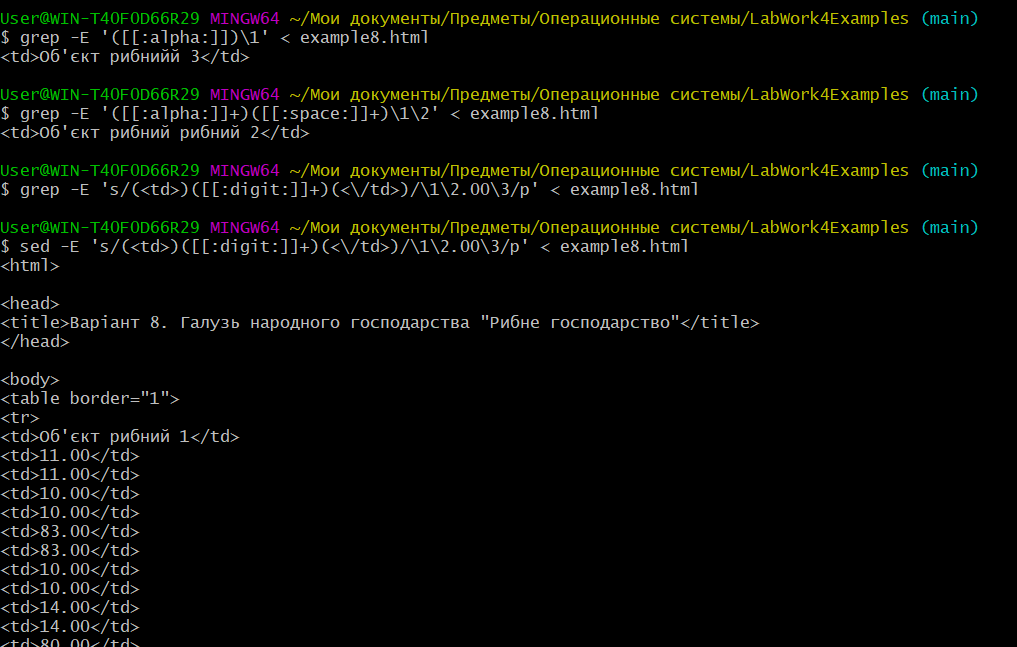 User@WIN-T4OFOD66R29 MINGW64 ~/Мои документы/Предметы/Операционные системы/LabWork4Examples (main)
$ grep -E '([[:alpha:]])\1' < example8.html
<td>Об'єкт рибнийй 3</td>
User@WIN-T4OFOD66R29 MINGW64 ~/Мои документы/Предметы/Операционные системы/LabWork4Examples (main)
$ grep -E '([[:alpha:]]+)([[:space:]]+)\1\2' < example8.html
<td>Об'єкт рибний рибний 2</td>
User@WIN-T4OFOD66R29 MINGW64 ~/Мои документы/Предметы/Операционные системы/LabWork4Examples (main)
$ grep -E 's/(<td>)([[:digit:]]+)(<\/td>)/\1\2.00\3/p' < example8.html
User@WIN-T4OFOD66R29 MINGW64 ~/Мои документы/Предметы/Операционные системы/LabWork4Examples (main)
$ sed -E 's/(<td>)([[:digit:]]+)(<\/td>)/\1\2.00\3/p' < example8.html
<html>
<head>
<title>Варіант 8. Галузь народного господарства "Рибне господарство"</title>
</head>
<body>
<table border="1">
<tr>
<td>Об'єкт рибний 1</td>
<td>11.00</td>
<td>11.00</td>
<td>10.00</td>
<td>10.00</td>
<td>83.00</td>
<td>83.00</td>
<td>10.00</td>
<td>10.00</td>
<td>14.00</td>
<td>14.00</td>
<td>80.00</td>